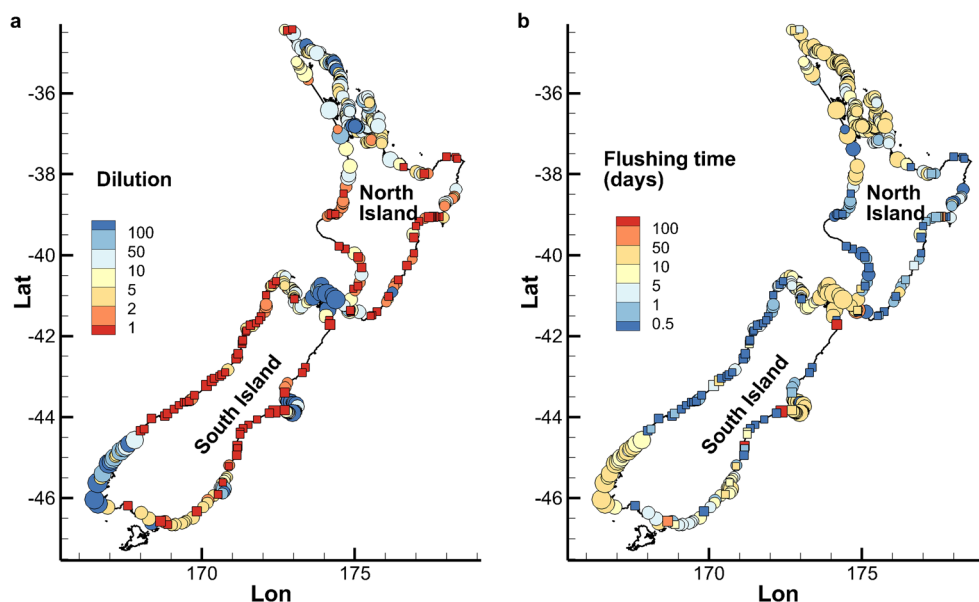 a
Dilution
100
50
10
5
2
1
North
Island
South Island
-36
-38
-40
-42
-44
-46
Lat
170
175
Lon
b
Flushing time
(days)
100
50
10
5
1
0.5
North
Island
South Island
-36
-38
-40
-42
-44
-46
Lat
170
175
Lon